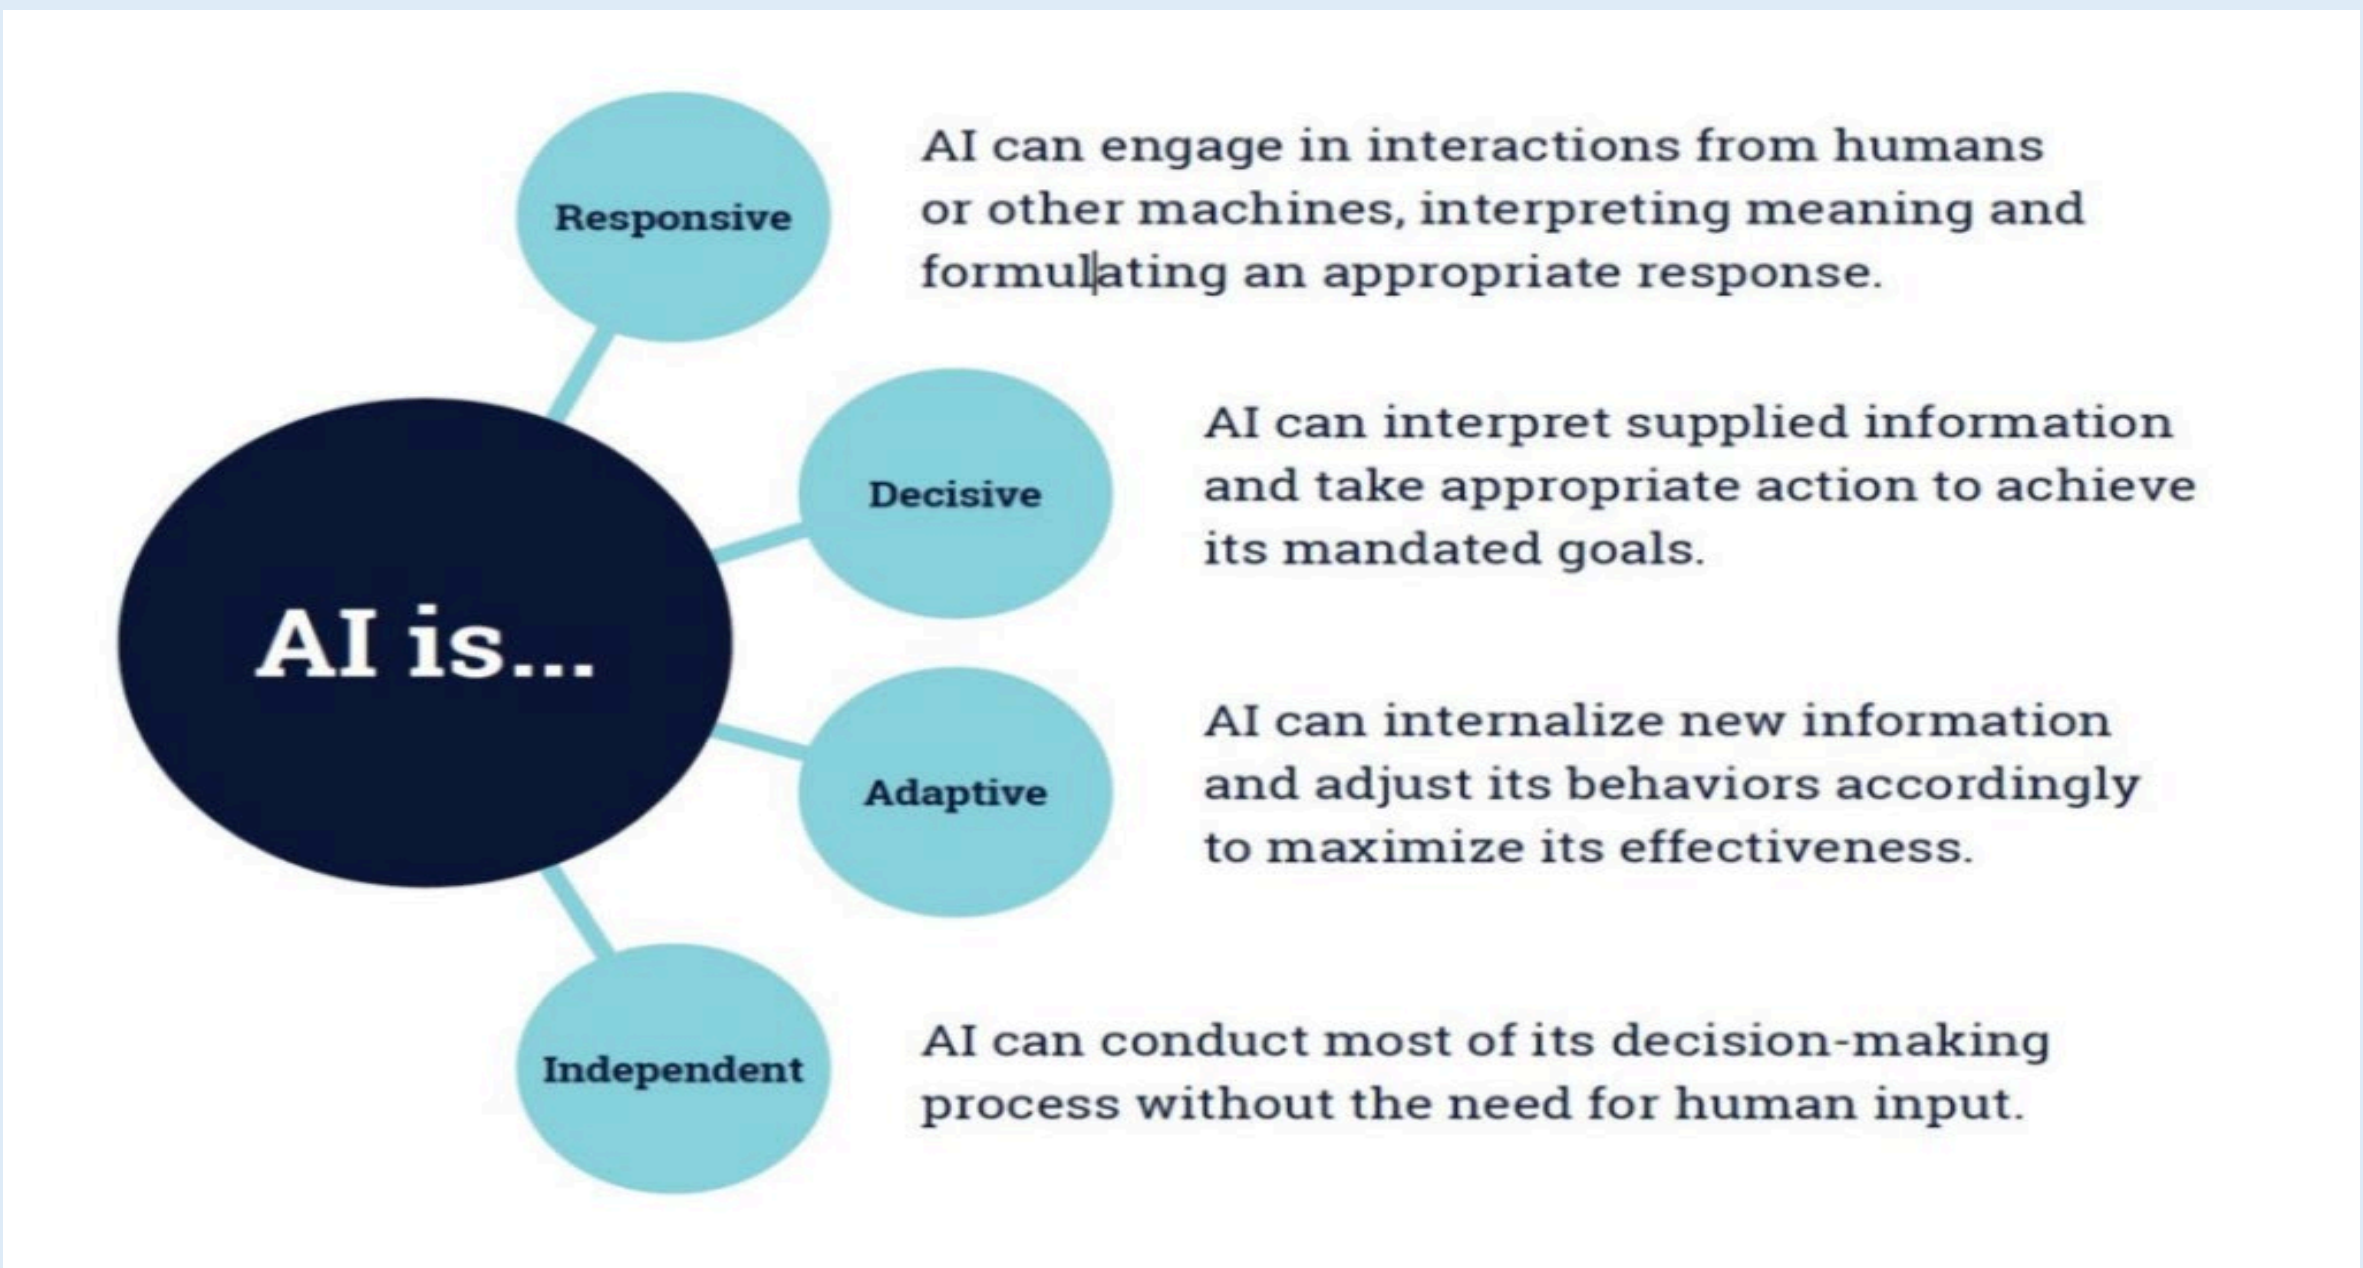 Responsive
AI can engage in interactions from humans
or other machines, interpreting meaning and
formulating an appropriate response.
Decisive
AI can interpret supplied information
and take appropriate action to achieve
its mandated goals.
AI is...
Adaptive
AI can internalize new information
and adjust its behaviors accordingly
to maximize its effectiveness.
Independent
AI can conduct most of its decision-making
process without the need for human input.